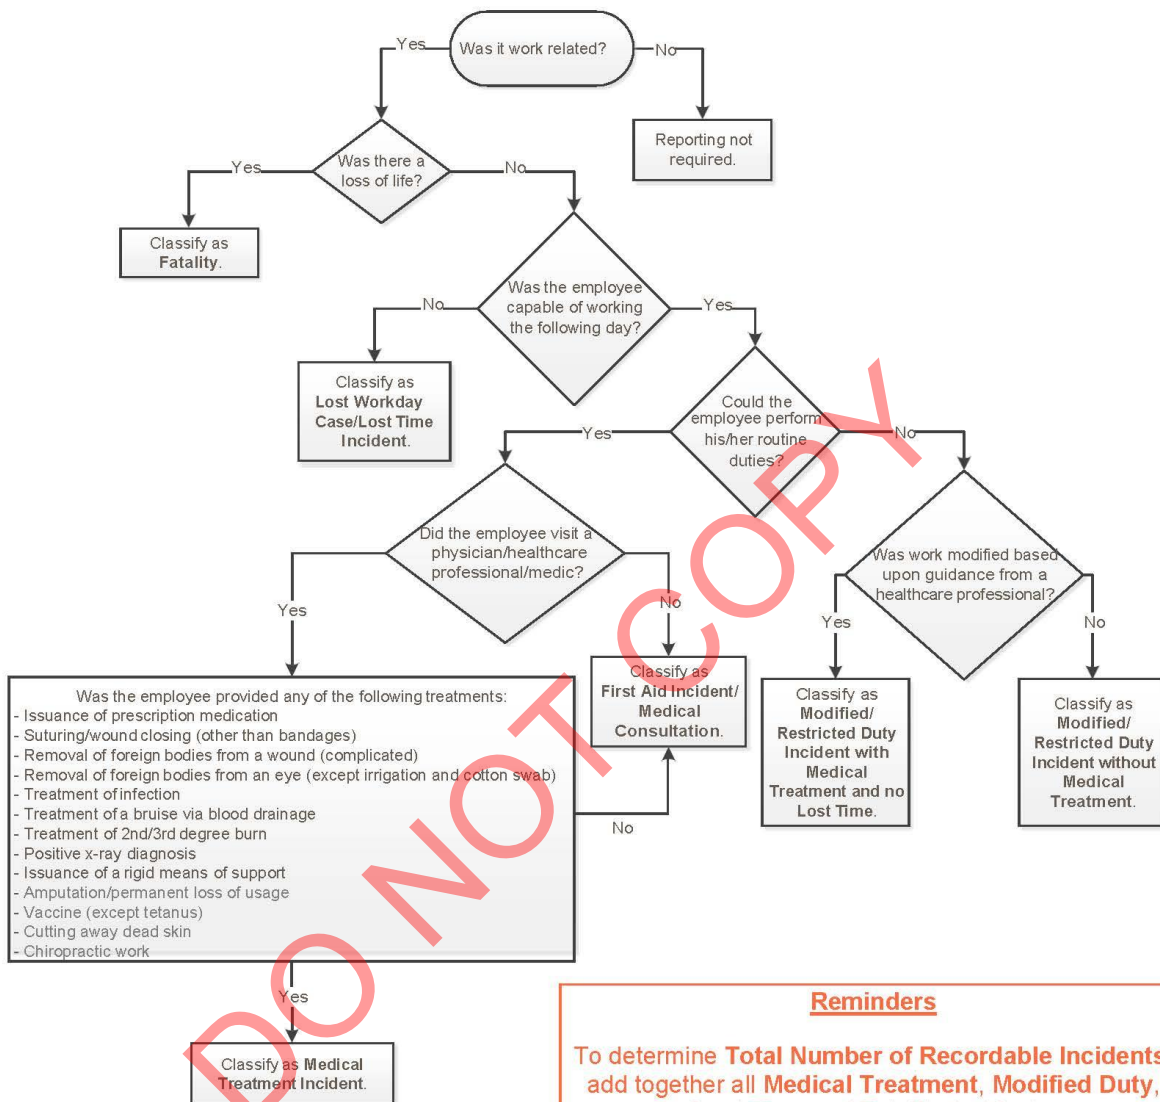 Was it work related?
Yes
No
Reporting not
required.
Was there a
loss of life?
Yes
No
Classify as
Fatality.
Was the employee
capable of working
the following day?
No
Yes
Classify as
Lost Workday
Case/Lost Time
Incident.
Could the
employee perform
his/her routine
duties?
Yes
No
Did the employee visit a
physician/healthcare
professional/medic?
Yes
No
Was work modified based
upon guidance from a
healthcare professional?
Yes
No
Classify as
First Aid Incident/
Medical
Consultation.
Classify as
Modified/
Restricted Duty
Incident with
Medical
Treatment and no
Lost Time.
Classify as
Modified/
Restricted Duty
Incident without
Medical
Treatment.
Was the employee provided any of the following treatments:
- Issuance of prescription medication
- Suturing/wound closing (other than bandages)
- Removal of foreign bodies from a wound (complicated)
- Removal of foreign bodies from an eye (except irrigation and cotton swab)
- Treatment of infection
- Treatment of a bruise via blood drainage
- Treatment of 2nd/3rd degree burn
- Positive x-ray diagnosis
- Issuance of a rigid means of support
- Amputation/permanent loss of usage
- Vaccine (except tetanus)
- Cutting away dead skin
- Chiropractic work
No
Yes
Classify as Medical
Treatment Incident.
Reminders
To determine Total Number of Recordable Incidents
add together all Medical Treatment, Modified Duty,
DO NOT COPY